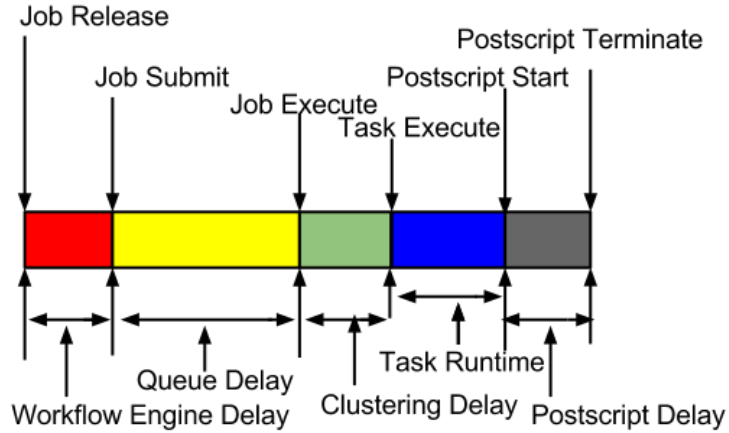 Job Release
Postscript Terminate
Job Submit
Postscript Start
Job Execute
Task Execute
Task Runtime
Queue Delay
Clustering Delay
Workflow Engine Delay
Postscript Delay